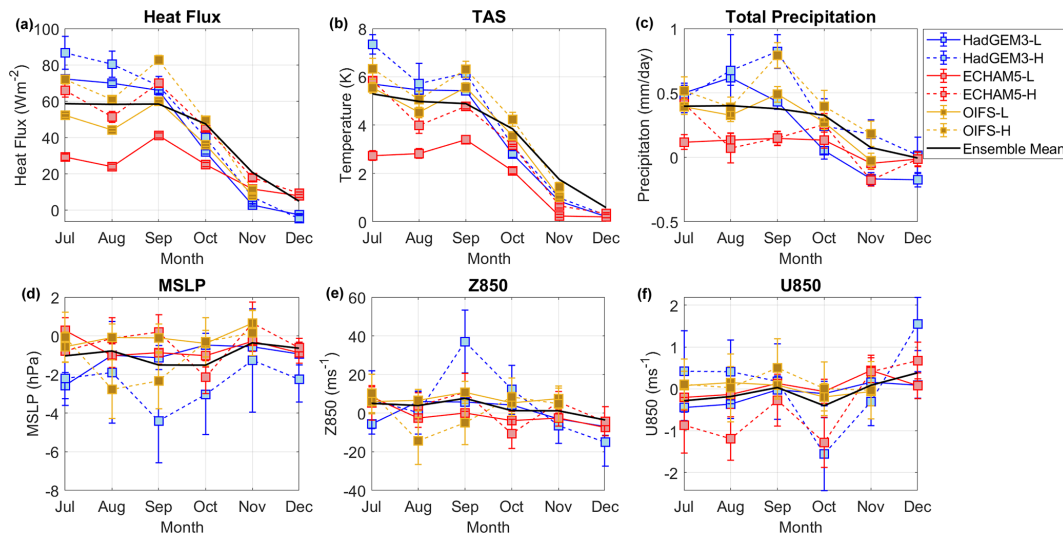 (a) Heat Flux
Heat Flux (Wm⁻²)
100
80
60
40
20
0
Jul Aug Sep Oct Nov Dec
Month
(b) TAS
Temperature (K)
8
6
4
2
0
Jul Aug Sep Oct Nov Dec
Month
(c) Total Precipitation
Precipitaiton (mm/day)
1
0.5
0
-0.5
Jul Aug Sep Oct Nov Dec
Month
HadGEM3-L
HadGEM3-H
ECHAM5-L
ECHAM5-H
OIFS-L
OIFS-H
Ensemble Mean
(d) MSLP
MSLP (hPa)
2
0
-2
-4
-6
-8
Jul Aug Sep Oct Nov Dec
Month
(e) Z850
Z850 (ms⁻¹)
60
40
20
0
-20
-40
Jul Aug Sep Oct Nov Dec
Month
(f) U850
U850 (ms⁻¹)
2
1
0
-1
-2
Jul Aug Sep Oct Nov Dec
Month